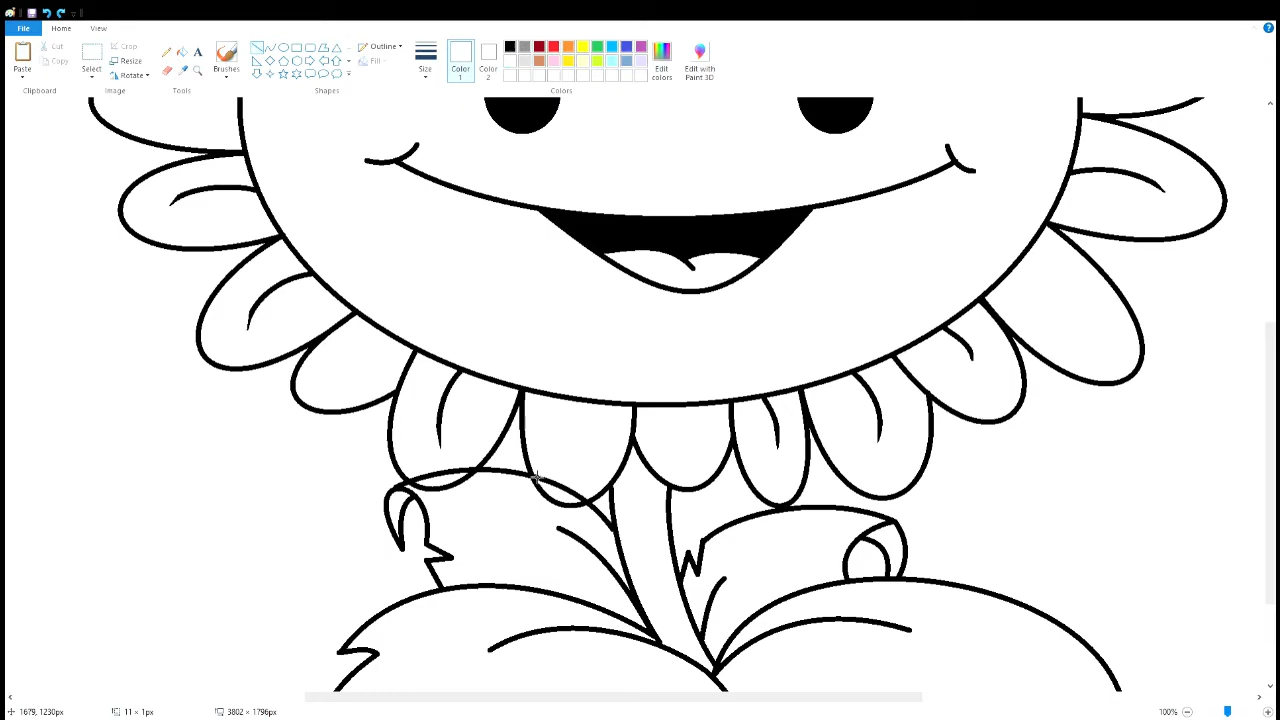 File Home View
Paste Cut Copy Select Crop Resize Rotate A Brushes Outline Fill Size Color 1 Color 2 Edit colors Edit with Paint 3D
Clipboard Image Tools Shapes Colors
1679, 1230px 11 × 1px 3802 × 1796px 100%